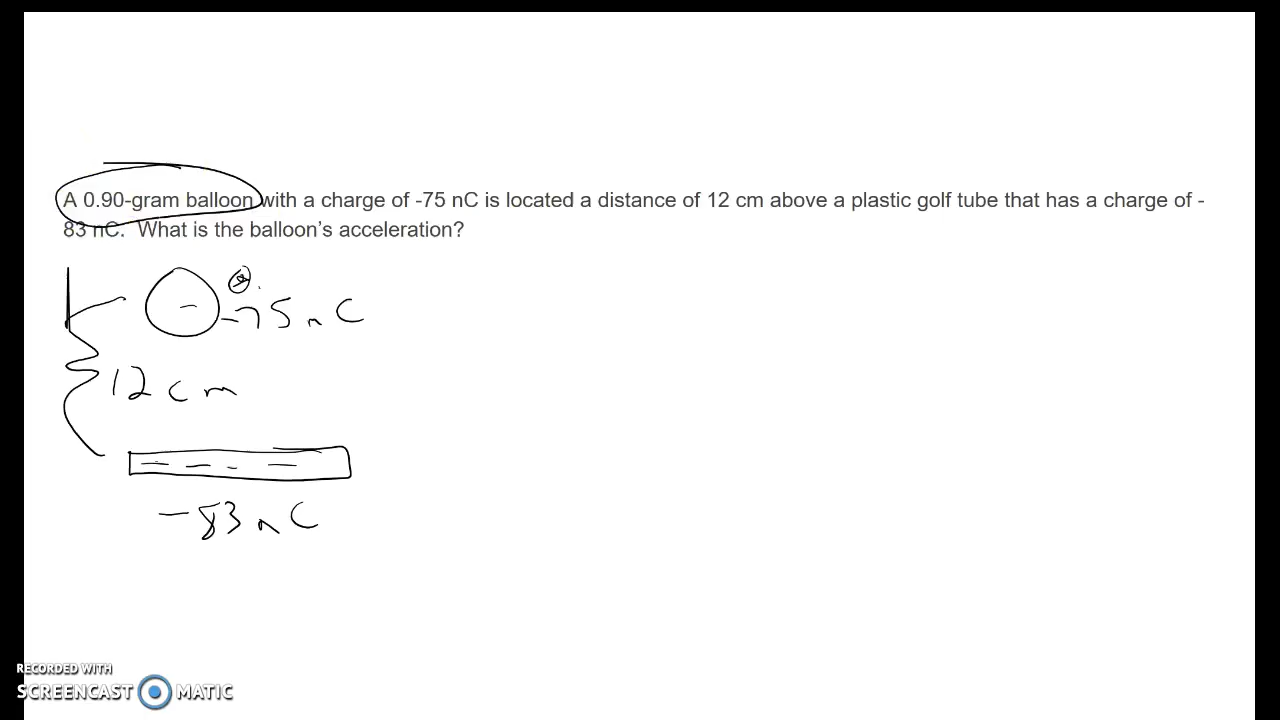 A 0.90-gram balloon with a charge of -75 nC is located a distance of 12 cm above a plastic golf tube that has a charge of -
83 nC.  What is the balloon’s acceleration?
-75 nC
12 cm
-83 nC
RECORDED WITH
SCREENCAST MATIC